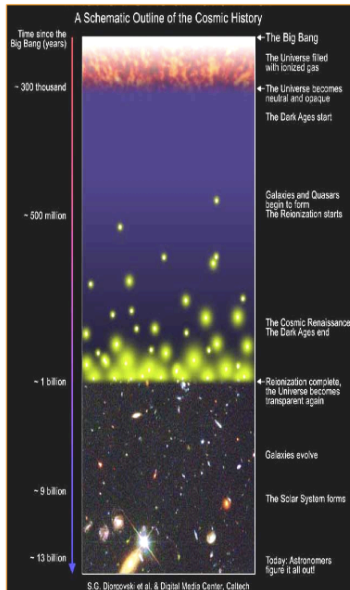 A Schematic Outline of the Cosmic History
Time since the
Big Bang (years)
The Big Bang
The Universe filled
with ionized gas
~ 300 thousand
The Universe becomes
neutral and opaque
The Dark Ages start
Galaxies and Quasars
begin to form
The Reionization starts
~ 500 million
The Cosmic Renaissance
The Dark Ages end
~ 1 billion
Reionization complete,
the Universe becomes
transparent again
Galaxies evolve
~ 9 billion
The Solar System forms
~ 13 billion
Today: Astronomers
figure it all out!
S.G. Djorgovski et al. & Digital Media Center, Caltech